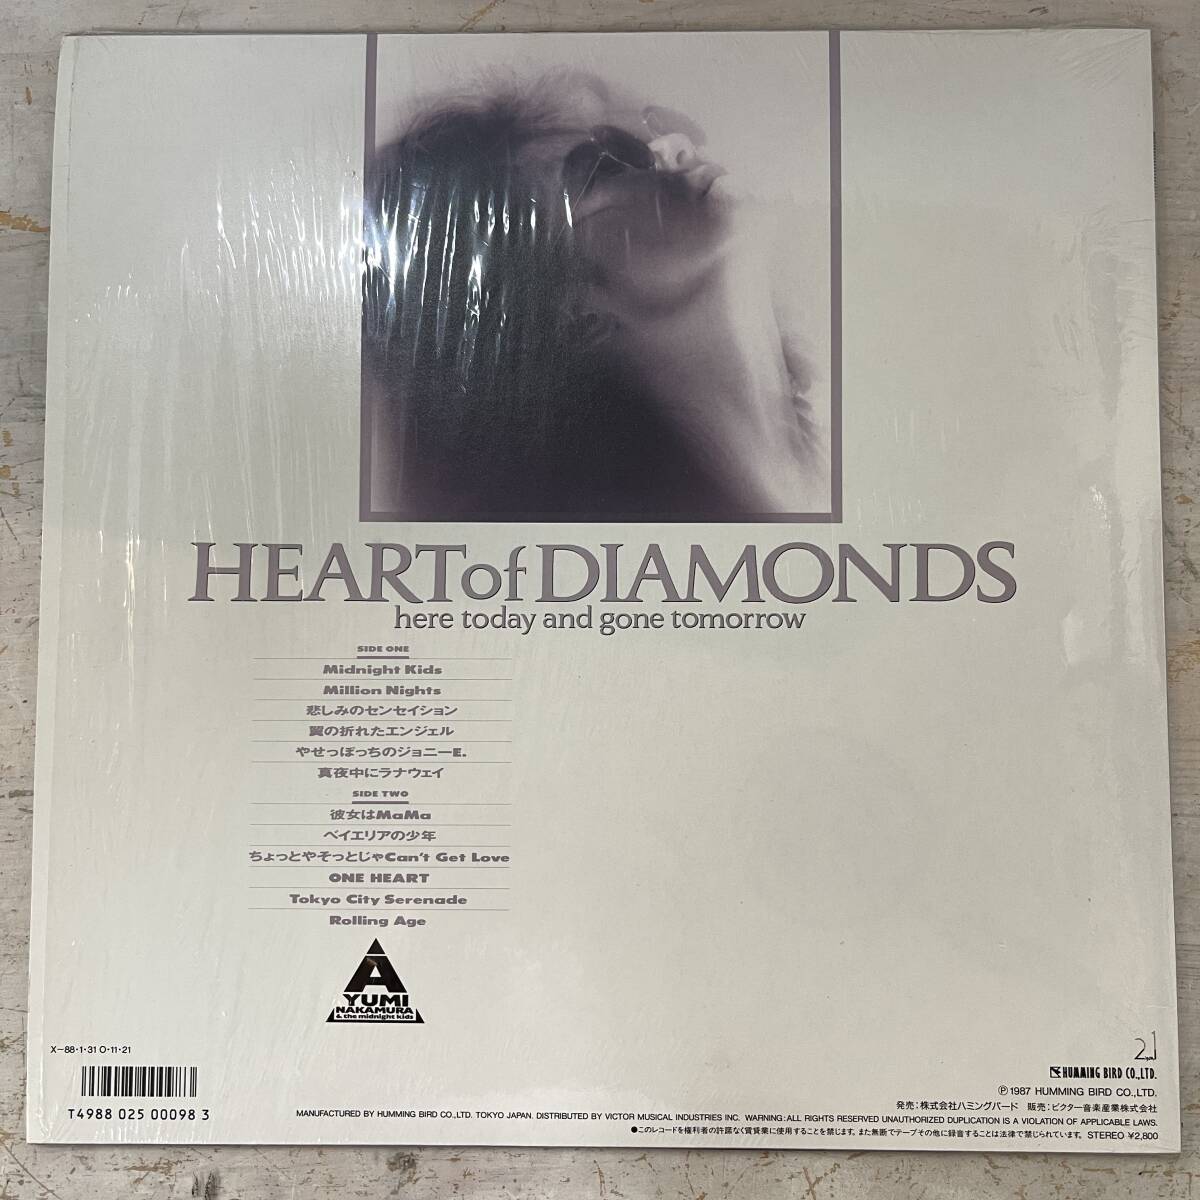 HEART of DIAMONDS
here today and gone tomorrow
SIDE ONE
Midnight Kids
Million Nights
悲しみのセンセイション
翼の折れたエンジェル
やせっぽっちのジョニーE.
真夜中にラナウェイ
SIDE TWO
彼女はMaMa
ベイエリアの少年
ちょっとやそっとじゃCan't Get Love
ONE HEART
Tokyo City Serenade
Rolling Age
A
YUMI
NAKAMURA
& the midnight kids
X-88・1・31 O・11・21
T4988 025 00098 3
21
HUMMING BIRD CO.,LTD.
Ⓟ1987 HUMMING BIRD CO.,LTD.
発売:株式会社ハミングバード 販売:ビクター音楽産業株式会社
MANUFACTURED BY HUMMING BIRD CO.,LTD. TOKYO JAPAN. DISTRIBUTED BY VICTOR MUSICAL INDUSTRIES INC. WARNING: ALL RIGHTS RESERVED UNAUTHORIZED DUPLICATION IS A VIOLATION OF APPLICABLE LAWS.
●このレコードを権利者の許諾なく賃貸業に使用することを禁じます。また無断でテープその他に録音することは法律で禁じられています。 STEREO ¥2,800